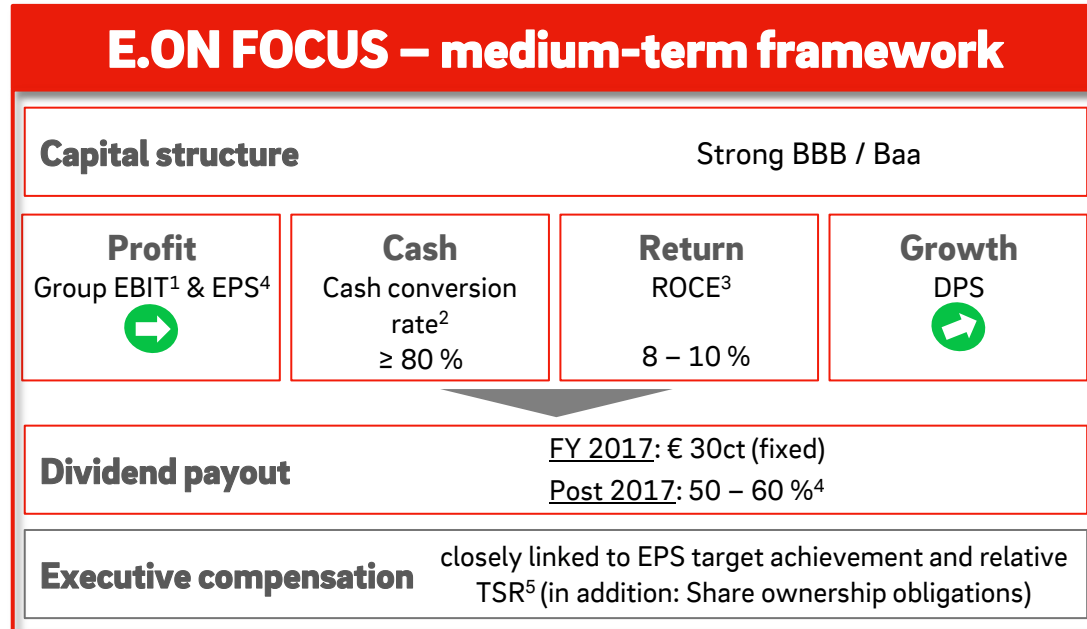 E.ON FOCUS – medium-term framework
Capital structure
Strong BBB / Baa
Profit
Group EBIT¹ & EPS⁴
Cash
Cash conversion
rate²
≥ 80 %
Return
ROCE³
8 – 10 %
Growth
DPS
Dividend payout
FY 2017: € 30ct (fixed)
Post 2017: 50 – 60 %⁴
Executive compensation
closely linked to EPS target achievement and relative
TSR⁵ (in addition: Share ownership obligations)